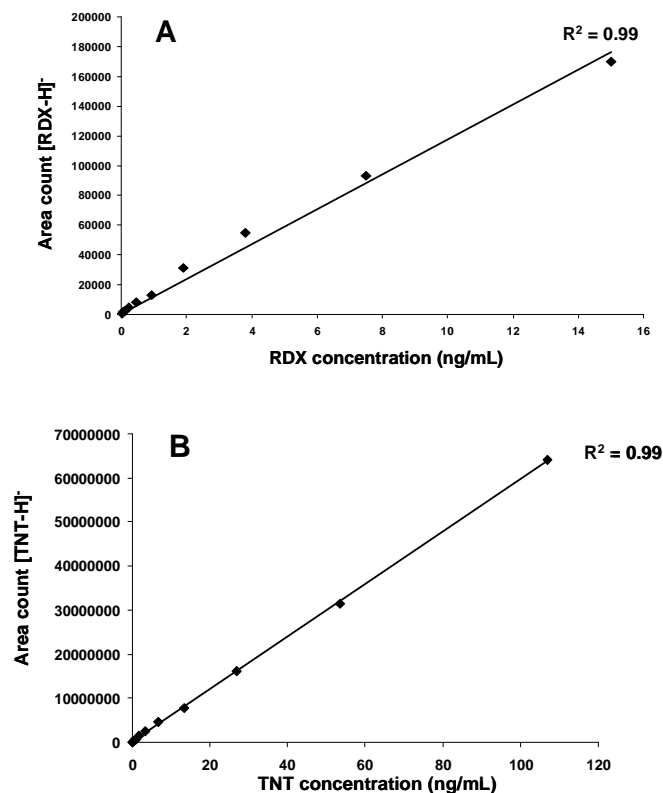 A
R² = 0.99
200000
180000
160000
140000
120000
100000
80000
60000
40000
20000
0
Area count [RDX-H]⁻
0 2 4 6 8 10 12 14 16
RDX concentration (ng/mL)
B
R² = 0.99
70000000
60000000
50000000
40000000
30000000
20000000
10000000
0
Area count [TNT-H]⁻
0 20 40 60 80 100 120
TNT concentration (ng/mL)